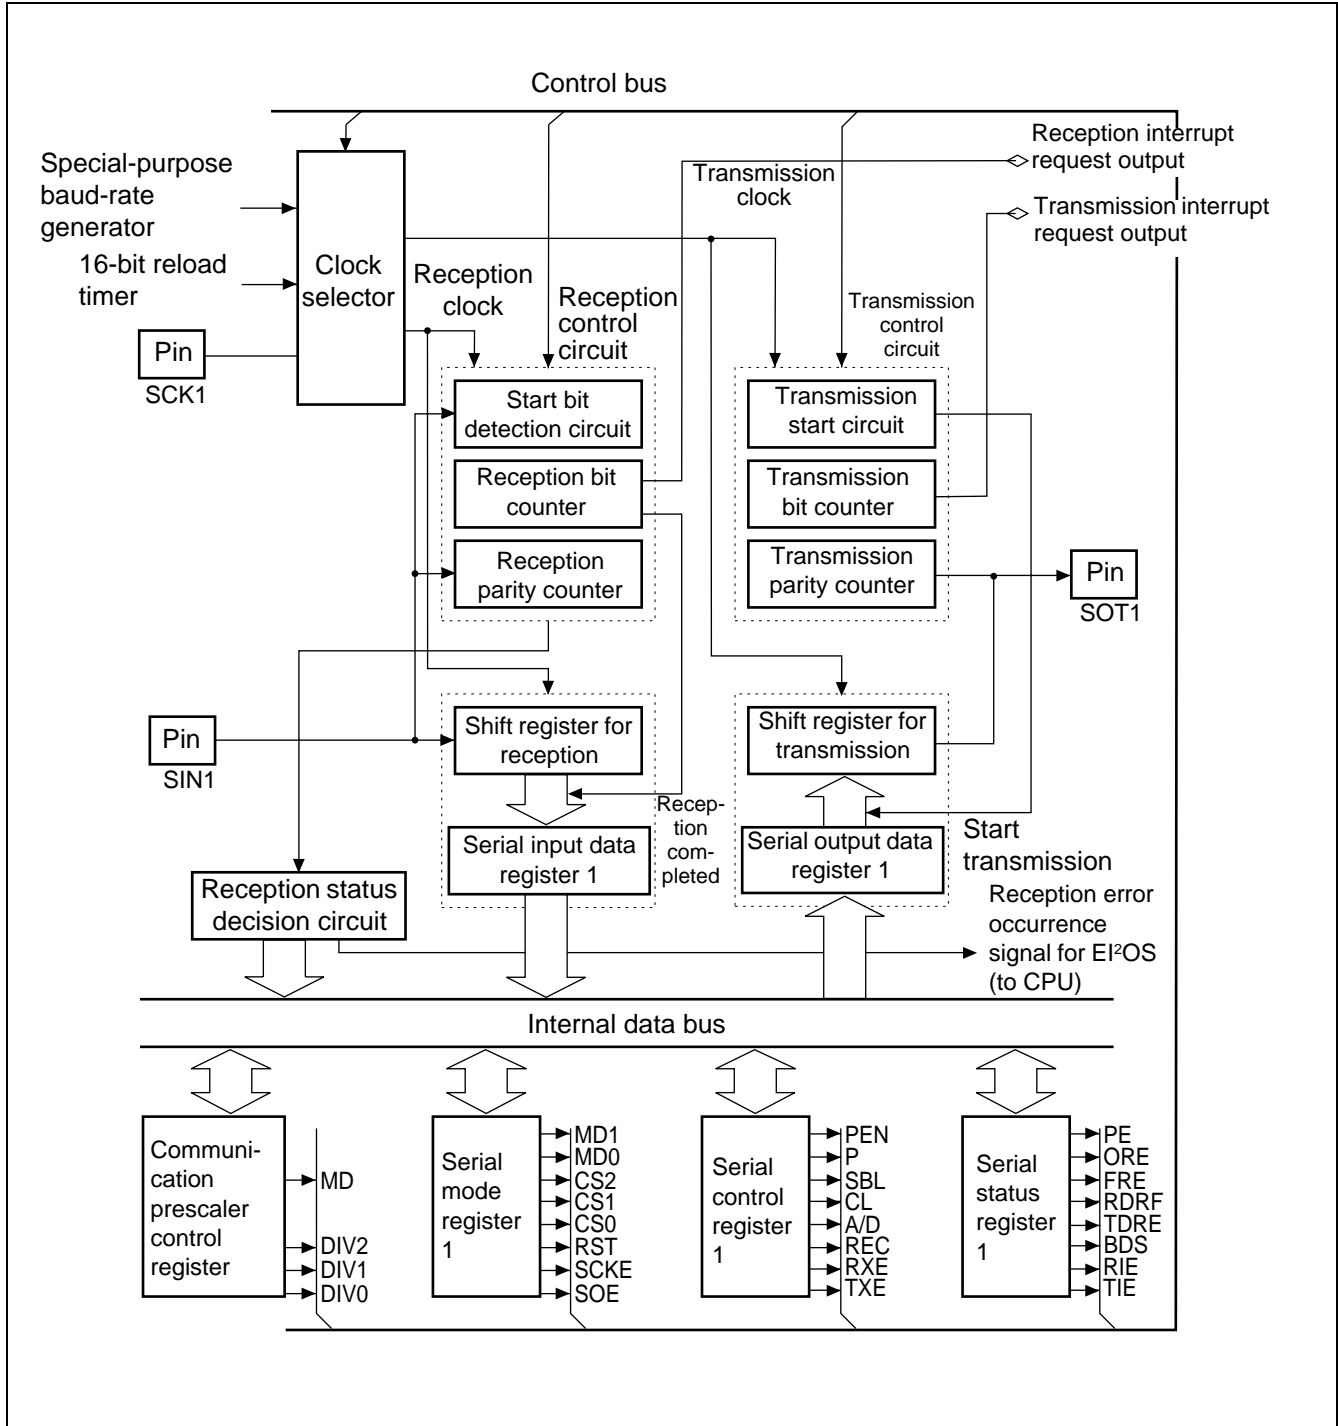 Control bus
Reception interrupt
request output
Special-purpose
baud-rate
generator
Transmission
clock
Transmission interrupt
request output
16-bit reload
timer
Clock
selector
Reception
clock
Reception
control
circuit
Transmission
control
circuit
Pin
SCK1
Start bit
detection circuit
Transmission
start circuit
Reception bit
counter
Transmission
bit counter
Reception
parity counter
Transmission
parity counter
Pin
SOT1
Pin
SIN1
Shift register for
reception
Shift register for
transmission
Recep-
tion
com-
pleted
Serial input data
register 1
Serial output data
register 1
Start
transmission
Reception status
decision circuit
Reception error
occurrence
signal for EI²OS
(to CPU)
Internal data bus
Communi-
cation
prescaler
control
register
MD
DIV2
DIV1
DIV0
Serial
mode
register
1
MD1
MD0
CS2
CS1
CS0
RST
SCKE
SOE
Serial
control
register
1
PEN
P
SBL
CL
A/D
REC
RXE
TXE
Serial
status
register
1
PE
ORE
FRE
RDRF
TDRE
BDS
RIE
TIE